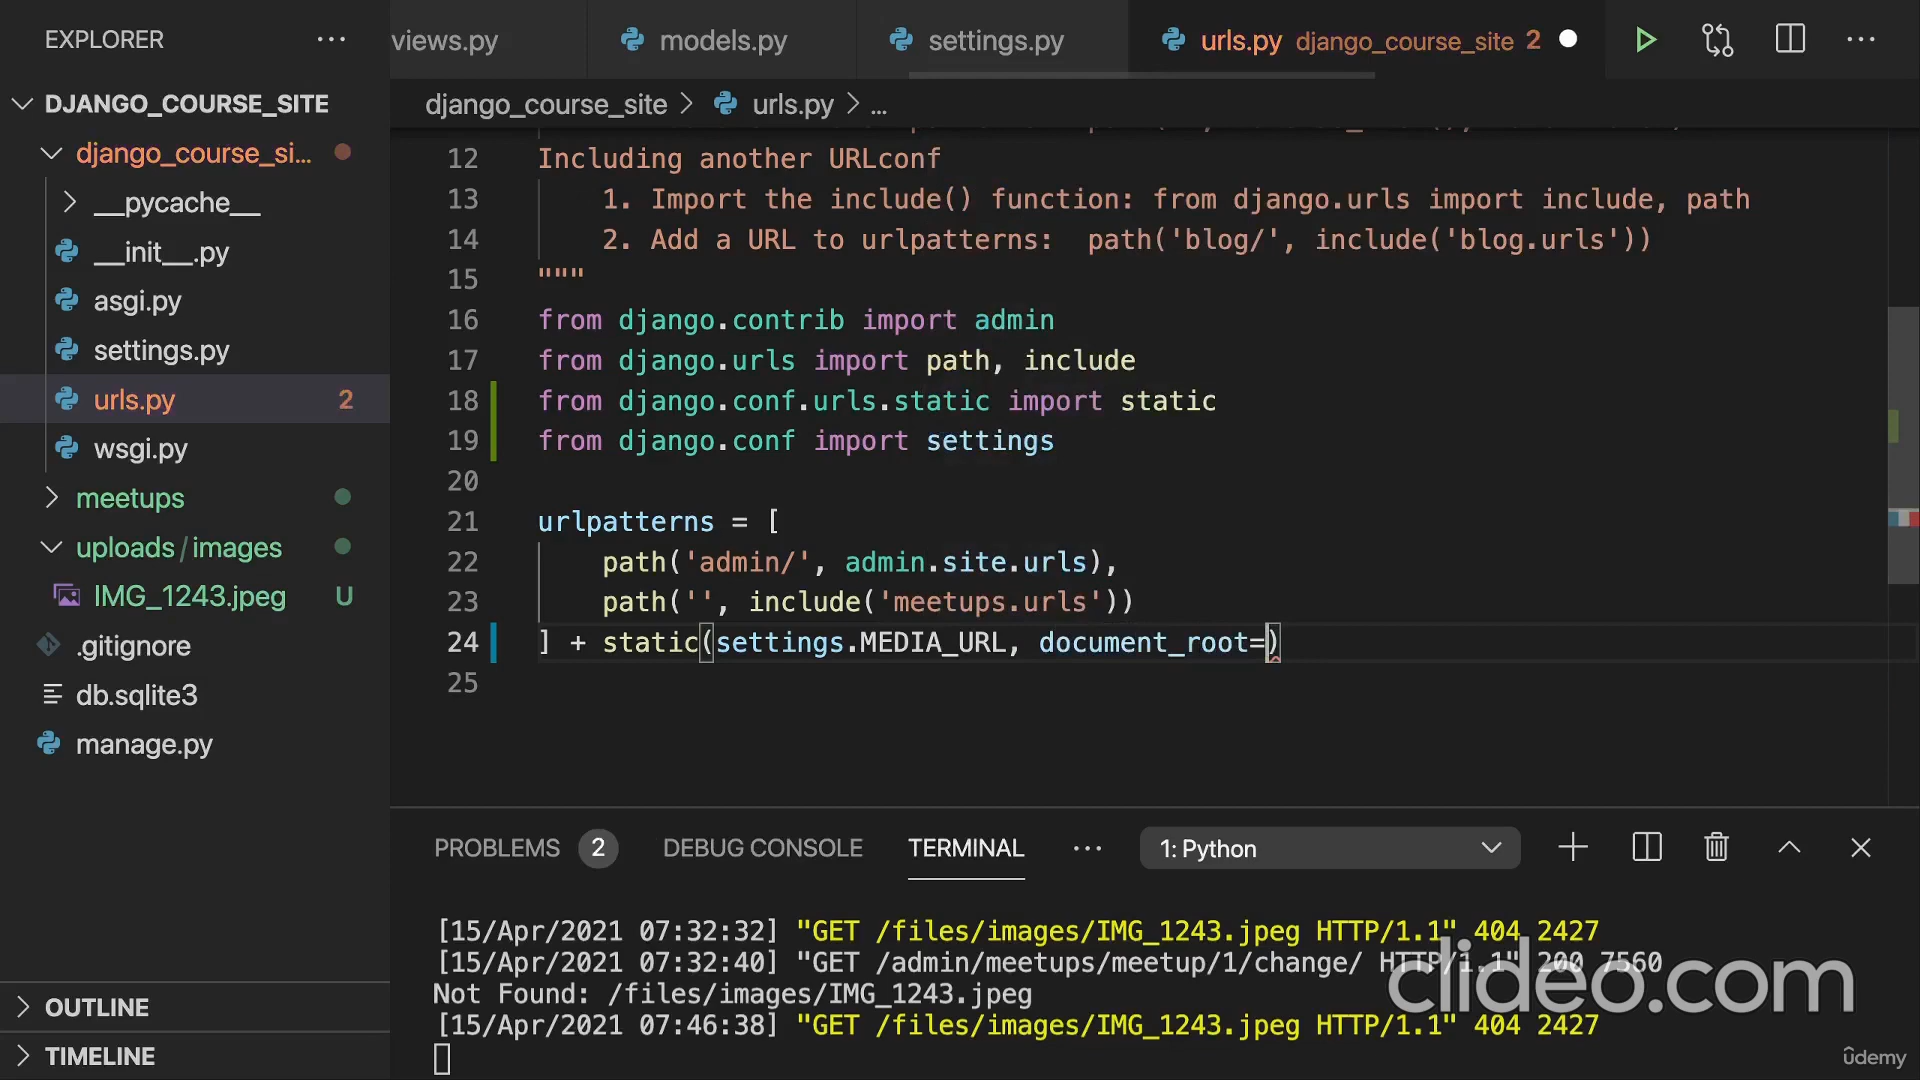 EXPLORER
views.py
models.py
settings.py
urls.py django_course_site 2
DJANGO_COURSE_SITE
django_course_si...
__pycache__
__init__.py
asgi.py
settings.py
urls.py 2
wsgi.py
meetups
uploads/images
IMG_1243.jpeg U
.gitignore
db.sqlite3
manage.py
OUTLINE
TIMELINE
django_course_site > urls.py > ...
12 Including another URLconf
13 1. Import the include() function: from django.urls import include, path
14 2. Add a URL to urlpatterns:  path('blog/', include('blog.urls'))
15 """
16 from django.contrib import admin
17 from django.urls import path, include
18 from django.conf.urls.static import static
19 from django.conf import settings
20
21 urlpatterns = [
22 path('admin/', admin.site.urls),
23 path('', include('meetups.urls'))
24 ] + static(settings.MEDIA_URL, document_root=)
25
PROBLEMS 2 DEBUG CONSOLE TERMINAL ... 1: Python
[15/Apr/2021 07:32:32] "GET /files/images/IMG_1243.jpeg HTTP/1.1" 404 2427
[15/Apr/2021 07:32:40] "GET /admin/meetups/meetup/1/change/ HTTP/1.1" 200 7560
Not Found: /files/images/IMG_1243.jpeg
[15/Apr/2021 07:46:38] "GET /files/images/IMG_1243.jpeg HTTP/1.1" 404 2427
clideo.com
ûdemy